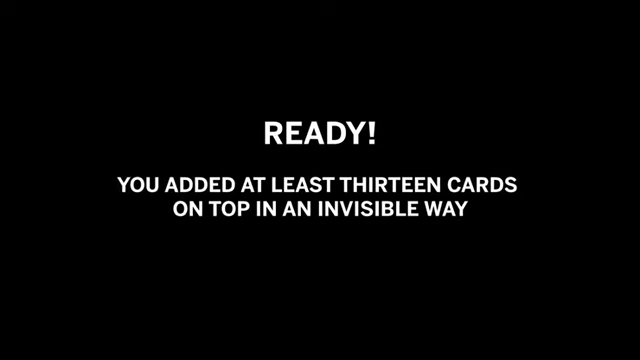 READY!
YOU ADDED AT LEAST THIRTEEN CARDS
ON TOP IN AN INVISIBLE WAY